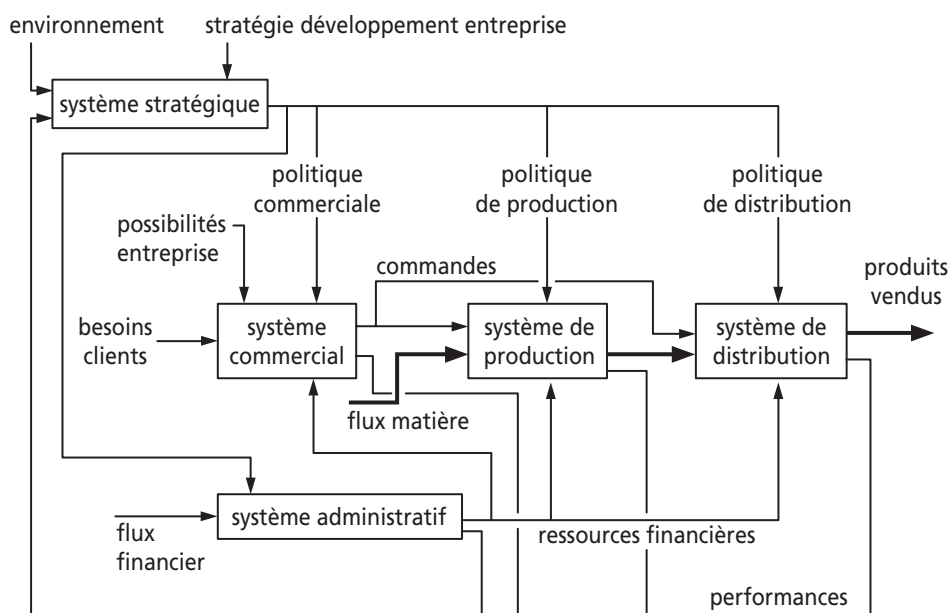 environnement
stratégie développement entreprise
système stratégique
politique
commerciale
politique
de production
politique
de distribution
possibilités
entreprise
commandes
produits
vendus
besoins
clients
système
commercial
système de
production
système de
distribution
flux matière
système administratif
flux
financier
ressources financières
performances